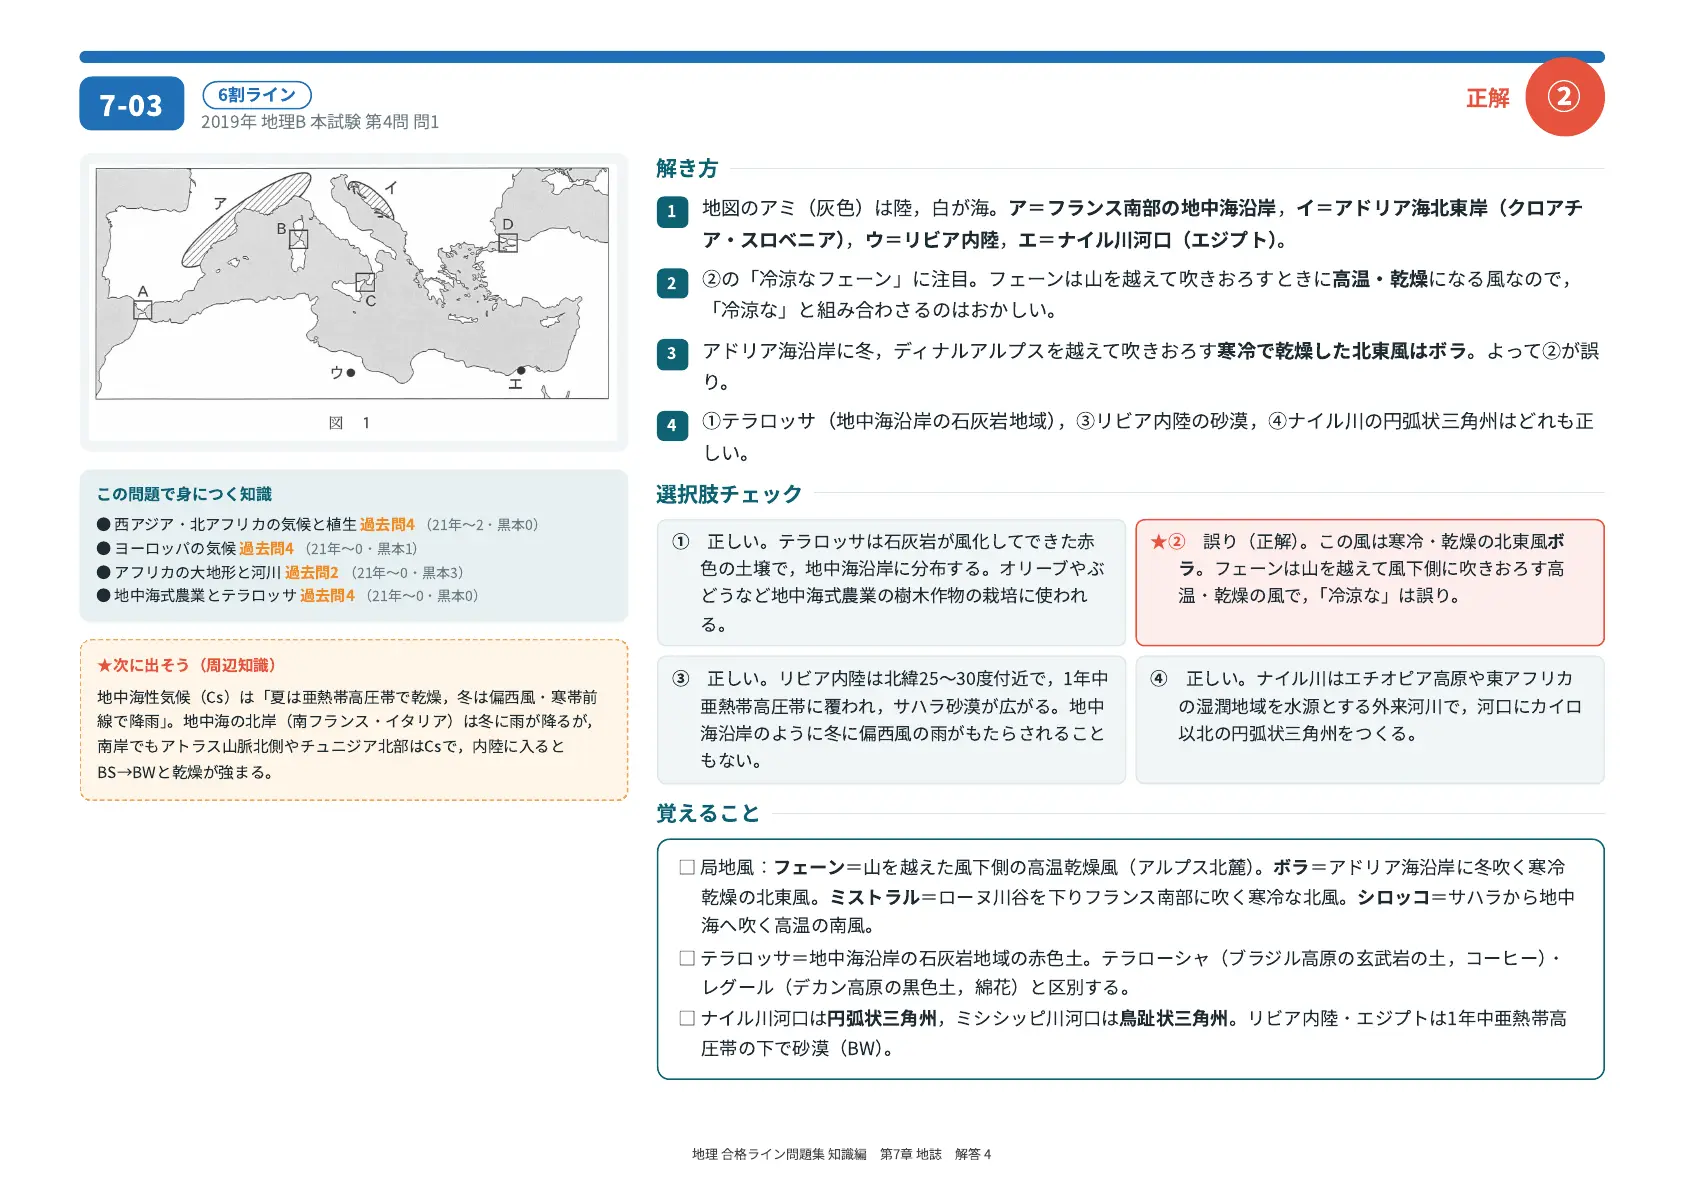 7-03
6割ライン
2019年 地理B 本試験 第4問 問1
正解 ②
ア
イ
B
D
A
C
ウ
エ
図 1
この問題で身につく知識
● 西アジア・北アフリカの気候と植生 過去問4 （21年〜2・黒本0）
● ヨーロッパの気候 過去問4 （21年〜0・黒本1）
● アフリカの大地形と河川 過去問2 （21年〜0・黒本3）
● 地中海式農業とテラロッサ 過去問4 （21年〜0・黒本0）
★次に出そう（周辺知識）
地中海性気候（Cs）は「夏は亜熱帯高圧帯で乾燥，冬は偏西風・寒帯前
線で降雨」。地中海の北岸（南フランス・イタリア）は冬に雨が降るが，
南岸でもアトラス山脈北側やチュニジア北部はCsで，内陸に入ると
BS→BWと乾燥が強まる。
解き方
1 地図のアミ（灰色）は陸，白が海。ア＝フランス南部の地中海沿岸，イ＝アドリア海北東岸（クロアチ
ア・スロベニア），ウ＝リビア内陸，エ＝ナイル川河口（エジプト）。
2 ②の「冷涼なフェーン」に注目。フェーンは山を越えて吹きおろすときに高温・乾燥になる風なので，
「冷涼な」と組み合わさるのはおかしい。
3 アドリア海沿岸に冬，ディナルアルプスを越えて吹きおろす寒冷で乾燥した北東風はボラ。よって②が誤
り。
4 ①テラロッサ（地中海沿岸の石灰岩地域），③リビア内陸の砂漠，④ナイル川の円弧状三角州はどれも正
しい。
選択肢チェック
① 正しい。テラロッサは石灰岩が風化してできた赤
色の土壌で，地中海沿岸に分布する。オリーブやぶ
どうなど地中海式農業の樹木作物の栽培に使われ
る。
★② 誤り（正解）。この風は寒冷・乾燥の北東風ボ
ラ。フェーンは山を越えて風下側に吹きおろす高
温・乾燥の風で，「冷涼な」は誤り。
③ 正しい。リビア内陸は北緯25〜30度付近で，1年中
亜熱帯高圧帯に覆われ，サハラ砂漠が広がる。地中
海沿岸のように冬に偏西風の雨がもたらされること
もない。
④ 正しい。ナイル川はエチオピア高原や東アフリカ
の湿潤地域を水源とする外来河川で，河口にカイロ
以北の円弧状三角州をつくる。
覚えること
□ 局地風：フェーン＝山を越えた風下側の高温乾燥風（アルプス北麓）。ボラ＝アドリア海沿岸に冬吹く寒冷
乾燥の北東風。ミストラル＝ローヌ川谷を下りフランス南部に吹く寒冷な北風。シロッコ＝サハラから地中
海へ吹く高温の南風。
□ テラロッサ＝地中海沿岸の石灰岩地域の赤色土。テラローシャ（ブラジル高原の玄武岩の土，コーヒー）・
レグール（デカン高原の黒色土，綿花）と区別する。
□ ナイル川河口は円弧状三角州，ミシシッピ川河口は鳥趾状三角州。リビア内陸・エジプトは1年中亜熱帯高
圧帯の下で砂漠（BW）。
地理 合格ライン問題集 知識編 第7章 地誌 解答 4